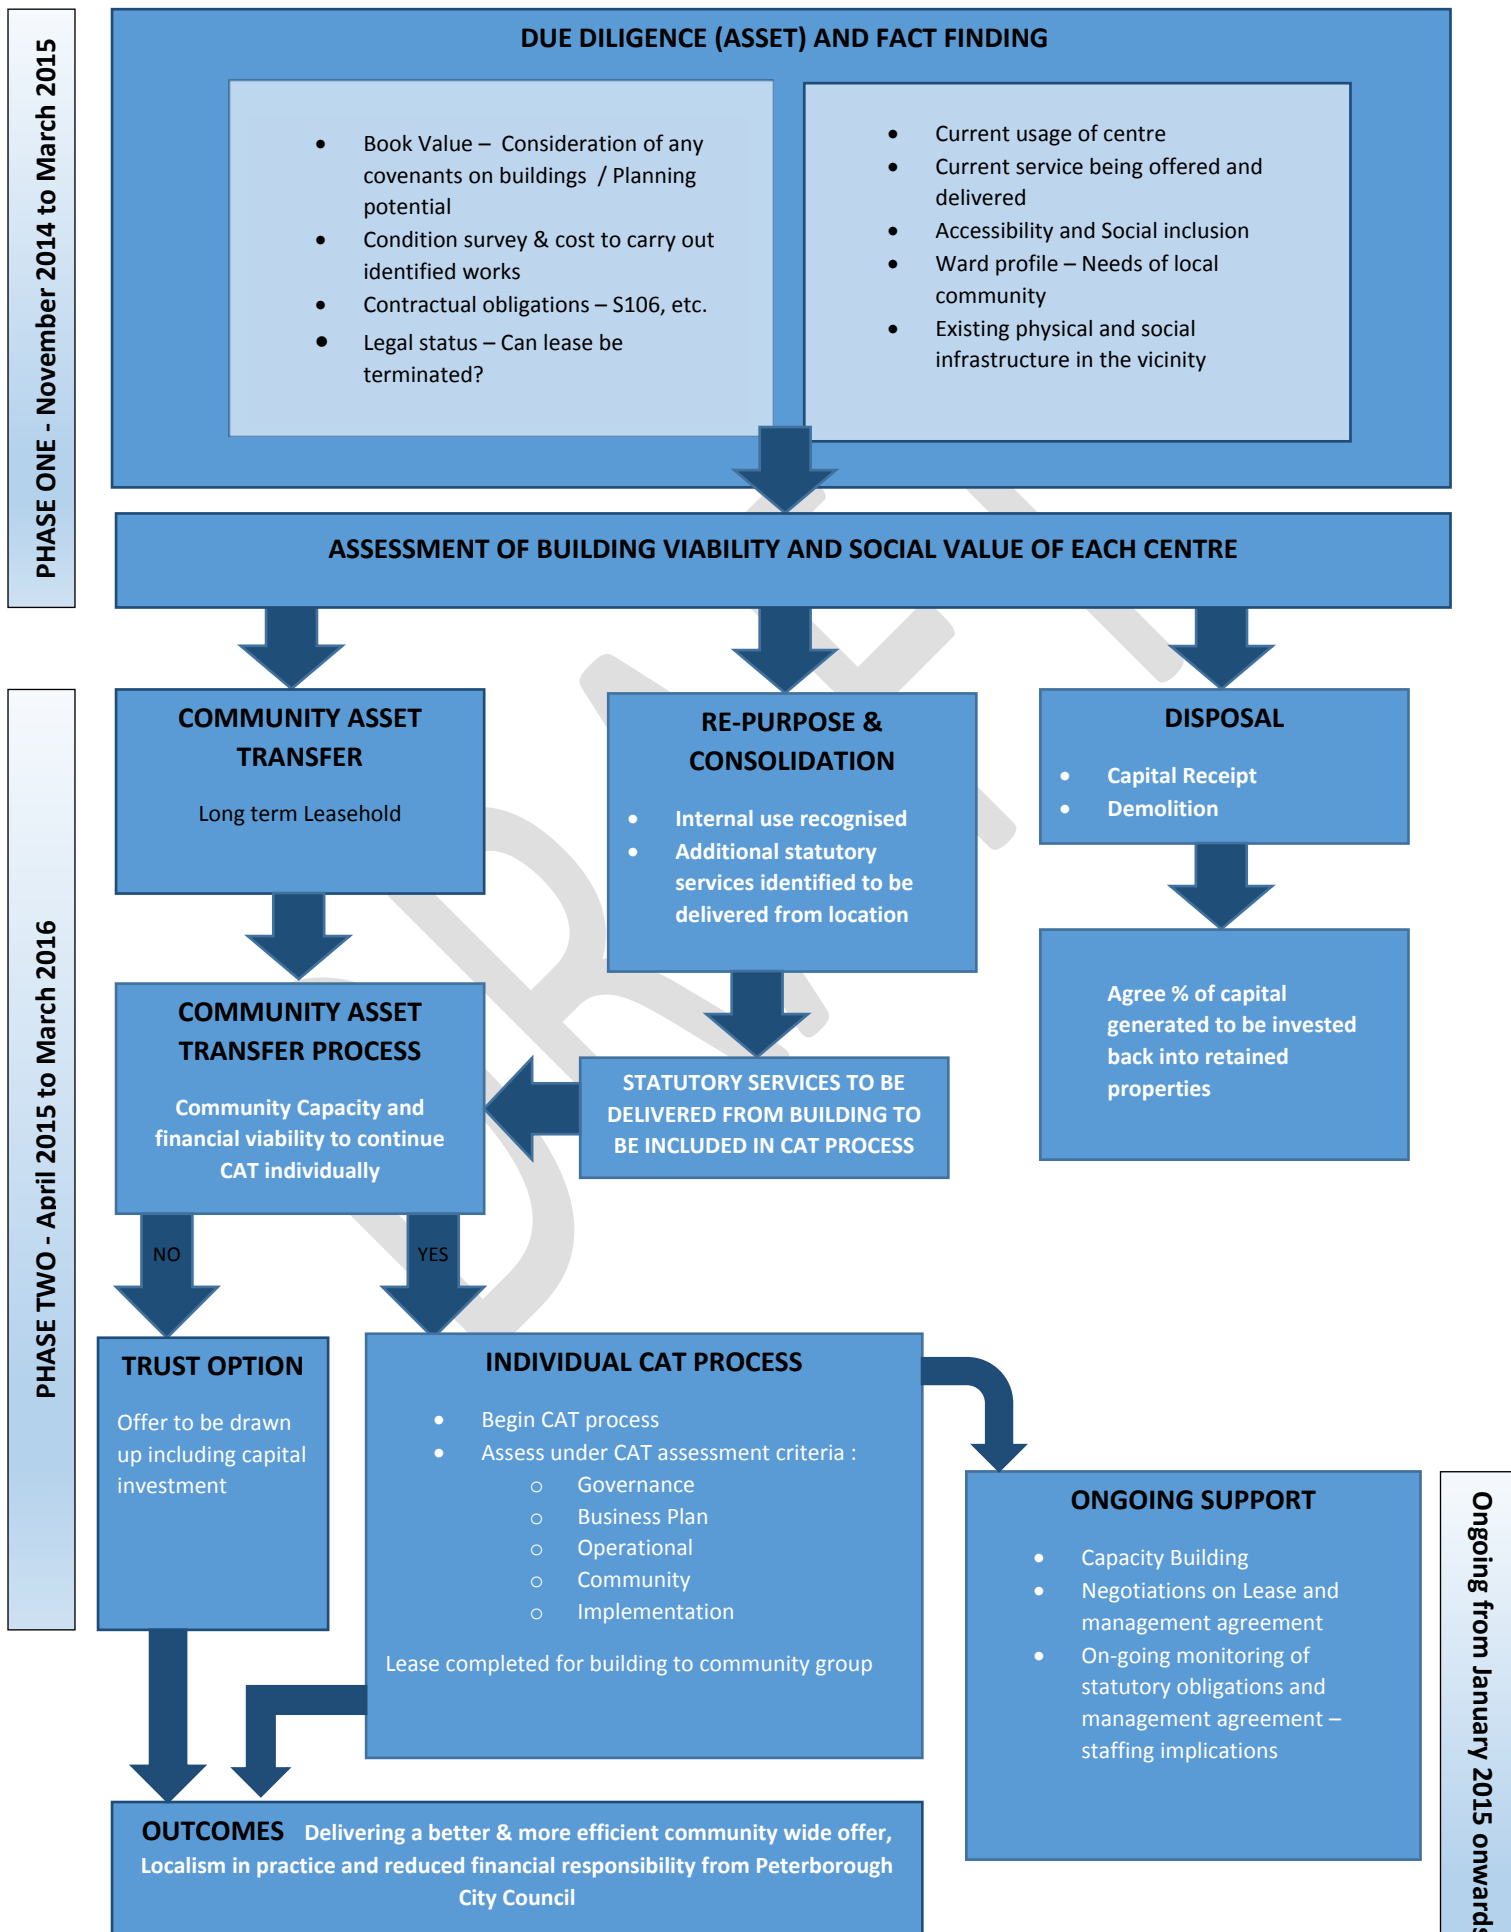 PHASE ONE - November 2014 to March 2015
DUE DILIGENCE (ASSET) AND FACT FINDING
• Book Value – Consideration of any
covenants on buildings / Planning
potential
• Condition survey & cost to carry out
identified works
• Contractual obligations – S106, etc.
• Legal status – Can lease be
terminated?
• Current usage of centre
• Current service being offered and
delivered
• Accessibility and Social inclusion
• Ward profile – Needs of local
community
• Existing physical and social
infrastructure in the vicinity
ASSESSMENT OF BUILDING VIABILITY AND SOCIAL VALUE OF EACH CENTRE
PHASE TWO - April 2015 to March 2016
COMMUNITY ASSET
TRANSFER
Long term Leasehold
RE-PURPOSE &
CONSOLIDATION
• Internal use recognised
• Additional statutory
services identified to be
delivered from location
DISPOSAL
• Capital Receipt
• Demolition
COMMUNITY ASSET
TRANSFER PROCESS
Community Capacity and
financial viability to continue
CAT individually
STATUTORY SERVICES TO BE
DELIVERED FROM BUILDING TO
BE INCLUDED IN CAT PROCESS
Agree % of capital
generated to be invested
back into retained
properties
NO
YES
TRUST OPTION
Offer to be drawn
up including capital
investment
INDIVIDUAL CAT PROCESS
• Begin CAT process
• Assess under CAT assessment criteria :
o Governance
o Business Plan
o Operational
o Community
o Implementation
Lease completed for building to community group
ONGOING SUPPORT
• Capacity Building
• Negotiations on Lease and
management agreement
• On-going monitoring of
statutory obligations and
management agreement –
staffing implications
Ongoing from January 2015 onwards
OUTCOMES Delivering a better & more efficient community wide offer,
Localism in practice and reduced financial responsibility from Peterborough
City Council
DRAFT